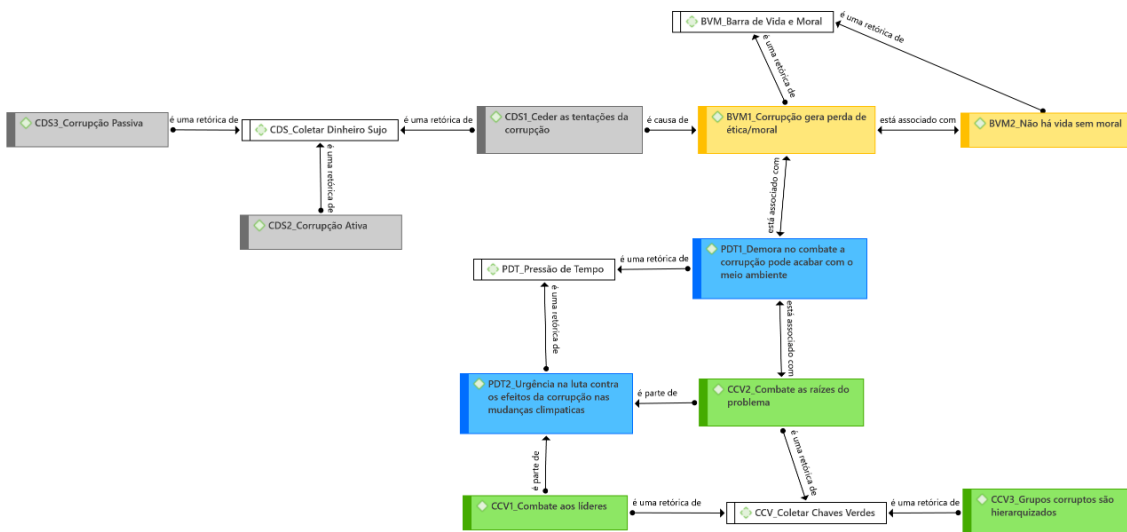 BVM_Barra de Vida e Moral
é uma retórica de
é uma retórica de
CDS3_Corrupção Passiva
é uma retórica de
CDS_Coletar Dinheiro Sujo
é uma retórica de
CDS1_Ceder as tentações da
corrupção
é causa de
BVM1_Corrupção gera perda de
ética/moral
está associado com
BVM2_Não há vida sem moral
é uma retórica de
CDS2_Corrupção Ativa
está associado com
PDT_Pressão de Tempo
é uma retórica de
PDT1_Demora no combate a
corrupção pode acabar com o
meio ambiente
é uma retórica de
está associado com
PDT2_Urgência na luta contra
os efeitos da corrupção nas
mudanças climpaticas
é parte de
CCV2_Combate as raízes do
problema
é parte de
é uma retórica de
CCV1_Combate aos líderes
é uma retórica de
CCV_Coletar Chaves Verdes
é uma retórica de
CCV3_Grupos corruptos são
hierarquizados